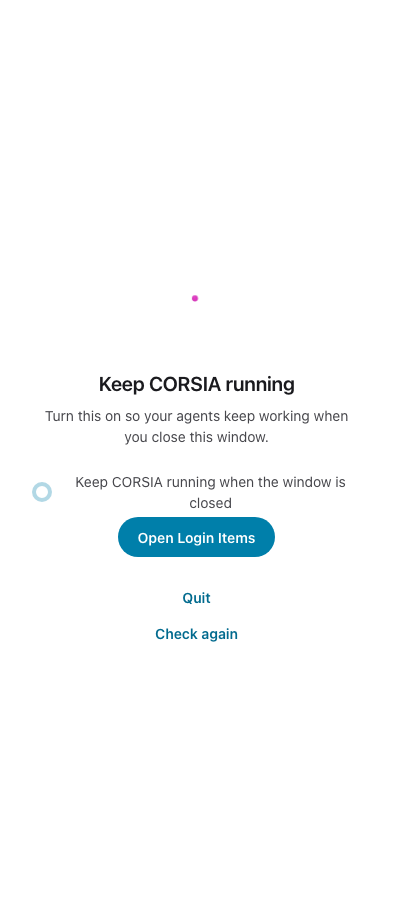 Keep CORSIA running
Turn this on so your agents keep working when
you close this window.
Keep CORSIA running when the window is
closed
Open Login Items
Quit
Check again